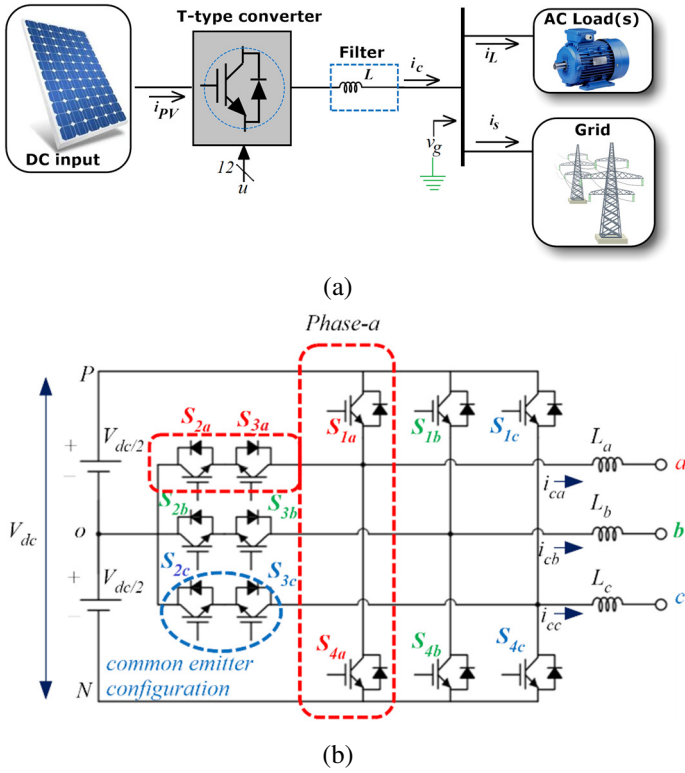 T-type converter
AC Load(s)
Filter
L
i_c
i_L
i_PV
DC input
i_s
Grid
v_g
12
u
(a)
Phase-a
P
S_2a S_3a
S_1a S_1b S_1c
+ V_dc/2
−
L_a
a
i_ca
S_2b S_3b
L_b
V_dc
o
b
i_cb
S_2c S_3c
+ V_dc/2
−
L_c
c
i_cc
common emitter
configuration
S_4a S_4b S_4c
N
(b)